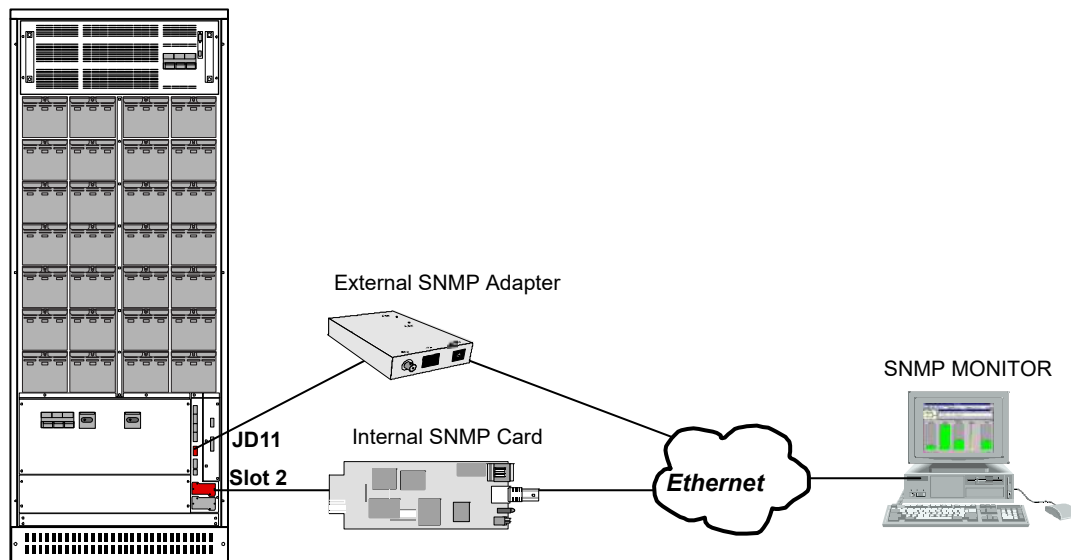 External SNMP Adapter
SNMP MONITOR
JD11
Internal SNMP Card
Slot 2
Ethernet